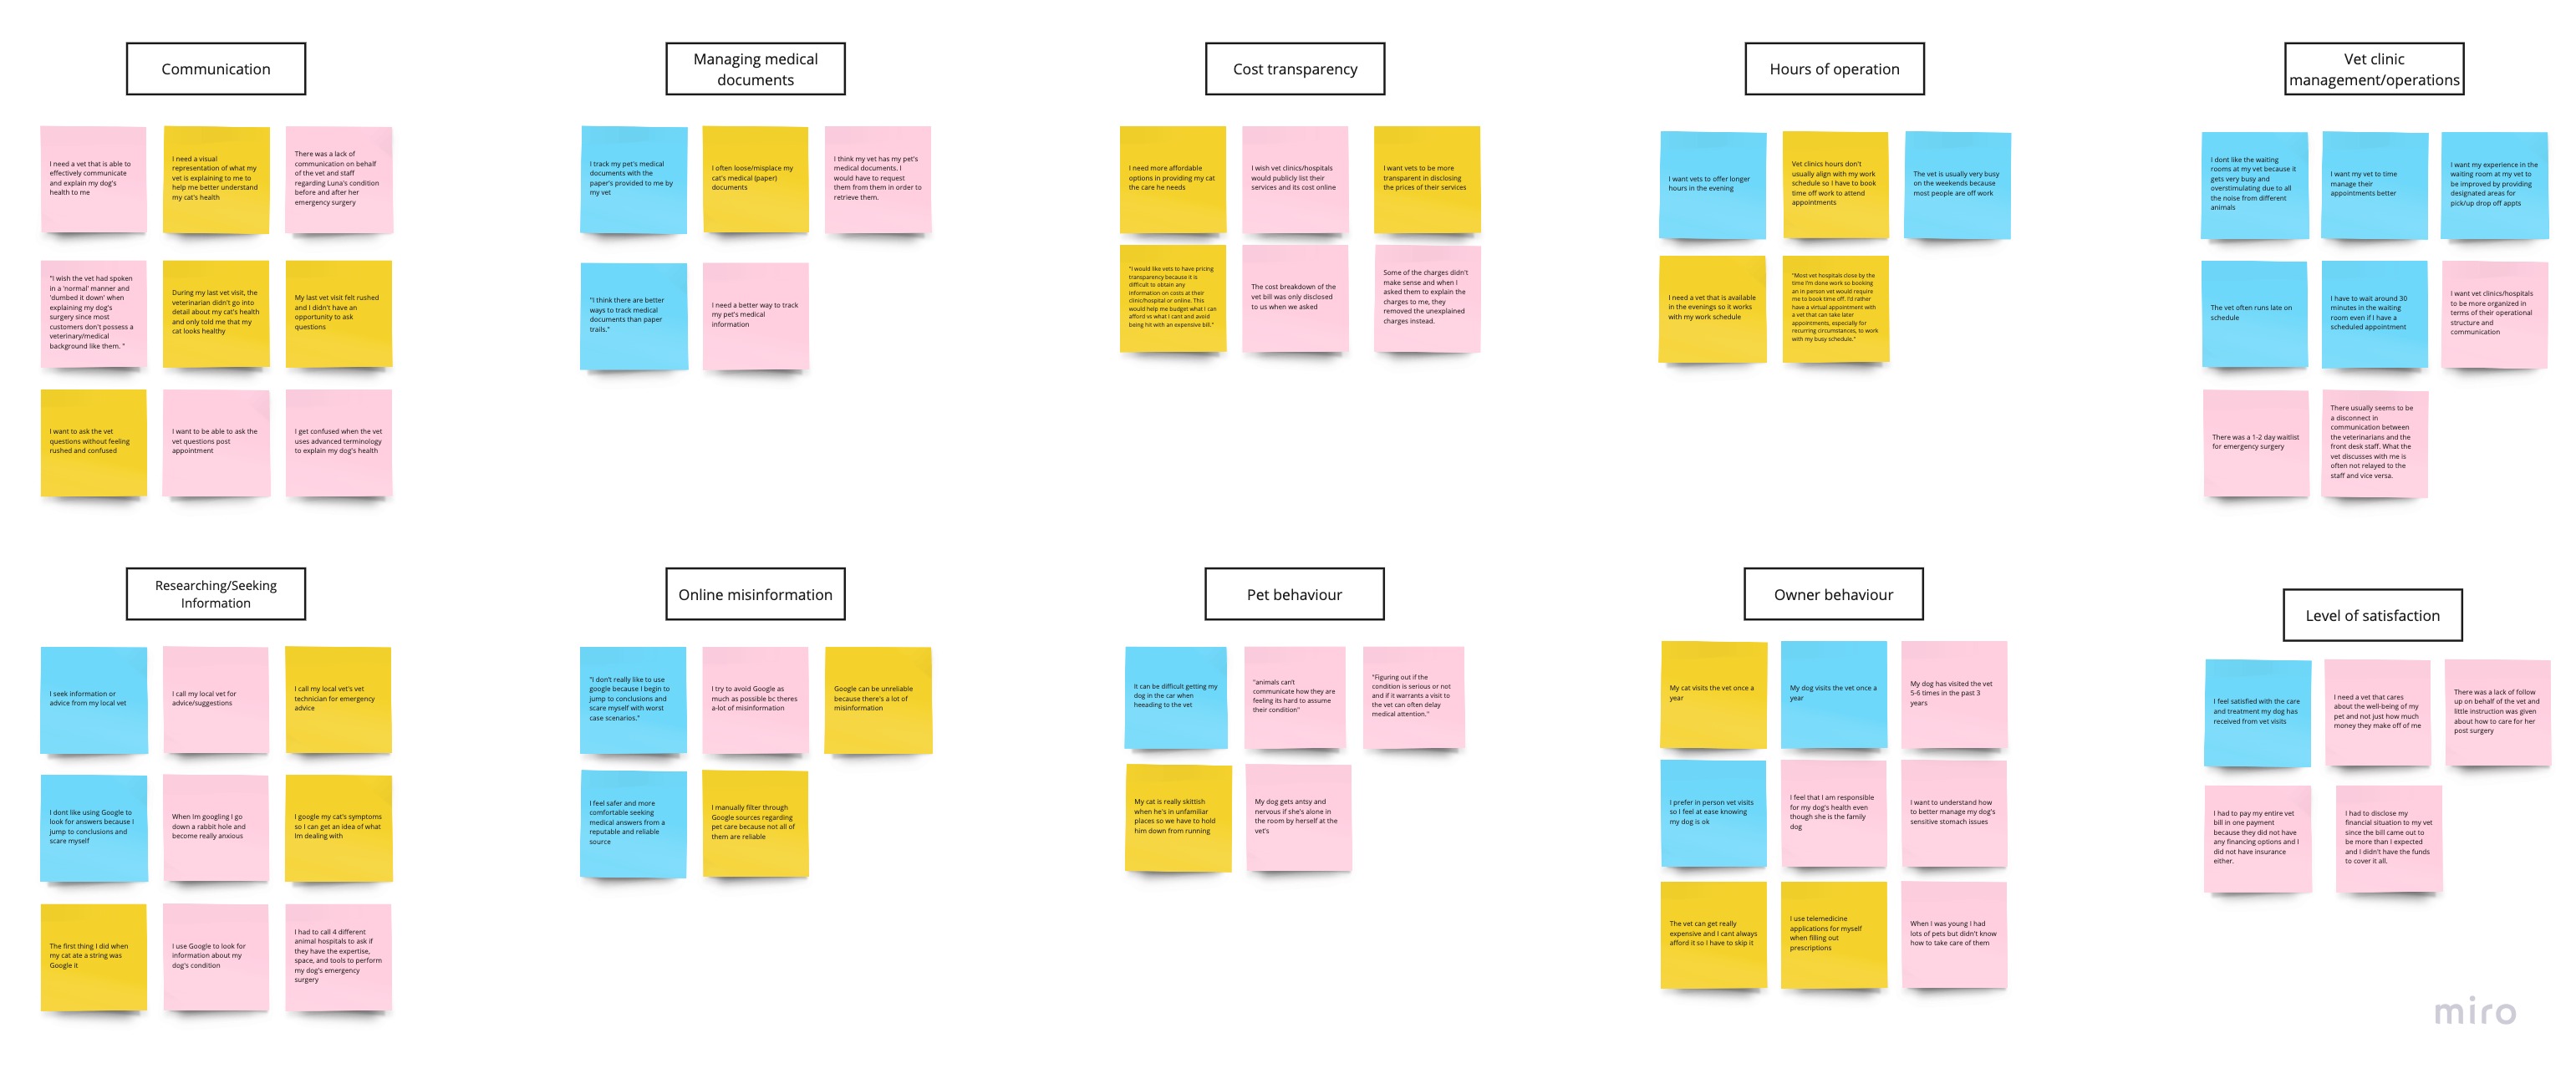 Communication
I need a vet that is able to
effectively communicate
and explain my dog's
health to me
I need a visual
representation of what my
vet is explaining to me to
help me better understand
my cat's health
There was a lack of
communication on behalf
of the vet and staff
regarding Luna's condition
before and after her
emergency surgery
"I wish the vet had spoken
in a 'normal' manner and
'dumbed it down' when
explaining my dog's
surgery since most
customers don't possess a
veterinary/medical
background like them. "
During my last vet visit, the
veterinarian didn't go into
detail about my cat's health
and only told me that my
cat looks healthy
My last vet visit felt rushed
and I didn't have an
opportunity to ask
questions
I want to ask the vet
questions without feeling
rushed and confused
I want to be able to ask the
vet questions post
appointment
I get confused when the vet
uses advanced terminology
to explain my dog's health
Managing medical
documents
I track my pet's medical
documents with the
paper's provided to me by
my vet
I often loose/misplace my
cat's medical (paper)
documents
I think my vet has my pet's
medical documents. I
would have to request
them from them in order to
retrieve them.
"I think there are better
ways to track medical
documents than paper
trails."
I need a better way to track
my pet's medical
information
Cost transparency
I need more affordable
options in providing my cat
the care he needs
I wish vet clinics/hospitals
would publicly list their
services and its cost online
I want vets to be more
transparent in disclosing
the prices of their services
"I would like vets to have pricing
transparency because it is
difficult to obtain any
information on costs at their
clinic/hospital or online. This
would help me budget what I can
afford vs what I cant and avoid
being hit with an expensive bill."
The cost breakdown of the
vet bill was only disclosed
to us when we asked
Some of the charges didn't
make sense and when I
asked them to explain the
charges to me, they
removed the unexplained
charges instead.
Hours of operation
I want vets to offer longer
hours in the evening
Vet clinics hours don't
usually align with my work
schedule so I have to book
time off work to attend
appointments
The vet is usually very busy
on the weekends because
most people are off work
I need a vet that is available
in the evenings so it works
with my work schedule
"Most vet hospitals close by the
time I'm done work so booking
an in person vet would require
me to book time off. I'd rather
have a virtual appointment with
a vet that can take later
appointments, especially for
recurring circumstances, to work
with my busy schedule."
Vet clinic
management/operations
I dont like the waiting
rooms at my vet because it
gets very busy and
overstimulating due to all
the noise from different
animals
I want my vet to time
manage their
appointments better
I want my experience in the
waiting room at my vet to
be improved by providing
designated areas for
pick/up drop off appts
The vet often runs late on
schedule
I have to wait around 30
minutes in the waiting
room even if I have a
scheduled appointment
I want vet clinics/hospitals
to be more organized in
terms of their operational
structure and
communication
There was a 1-2 day waitlist
for emergency surgery
There usually seems to be
a disconnect in
communication between
the veterinarians and the
front desk staff. What the
vet discusses with me is
often not relayed to the
staff and vice versa.
Researching/Seeking
Information
I seek information or
advice from my local vet
I call my local vet for
advice/suggestions
I call my local vet's vet
technician for emergency
advice
I dont like using Google to
look for answers because I
jump to conclusions and
scare myself
When Im googling I go
down a rabbit hole and
become really anxious
I google my cat's symptoms
so I can get an idea of what
Im dealing with
The first thing I did when
my cat ate a string was
Google it
I use Google to look for
information about my
dog's condition
I had to call 4 different
animal hospitals to ask if
they have the expertise,
space, and tools to perform
my dog's emergency
surgery
Online misinformation
"I don't really like to use
google because I begin to
jump to conclusions and
scare myself with worst
case scenarios."
I try to avoid Google as
much as possible bc theres
a-lot of misinformation
Google can be unreliable
because there's a lot of
misinformation
I feel safer and more
comfortable seeking
medical answers from a
reputable and reliable
source
I manually filter through
Google sources regarding
pet care because not all of
them are reliable
Pet behaviour
It can be difficult getting my
dog in the car when
heeading to the vet
"animals can't
communicate how they are
feeling its hard to assume
their condition"
"Figuring out if the
condition is serious or not
and if it warrants a visit to
the vet can often delay
medical attention."
My cat is really skittish
when he's in unfamiliar
places so we have to hold
him down from running
My dog gets antsy and
nervous if she's alone in
the room by herself at the
vet's
Owner behaviour
My cat visits the vet once a
year
My dog visits the vet once a
year
My dog has visited the vet
5-6 times in the past 3
years
I prefer in person vet visits
so I feel at ease knowing
my dog is ok
I feel that I am responsible
for my dog's health even
though she is the family
dog
I want to understand how
to better manage my dog's
sensitive stomach issues
The vet can get really
expensive and I cant always
afford it so I have to skip it
I use telemedicine
applications for myself
when filling out
prescriptions
When I was young I had
lots of pets but didn't know
how to take care of them
Level of satisfaction
I feel satisfied with the care
and treatment my dog has
received from vet visits
I need a vet that cares
about the well-being of my
pet and not just how much
money they make off of me
There was a lack of follow
up on behalf of the vet and
little instruction was given
about how to care for her
post surgery
I had to pay my entire vet
bill in one payment
because they did not have
any financing options and I
did not have insurance
either.
I had to disclose my
financial situation to my vet
since the bill came out to
be more than I expected
and I didn't have the funds
to cover it all.
miro